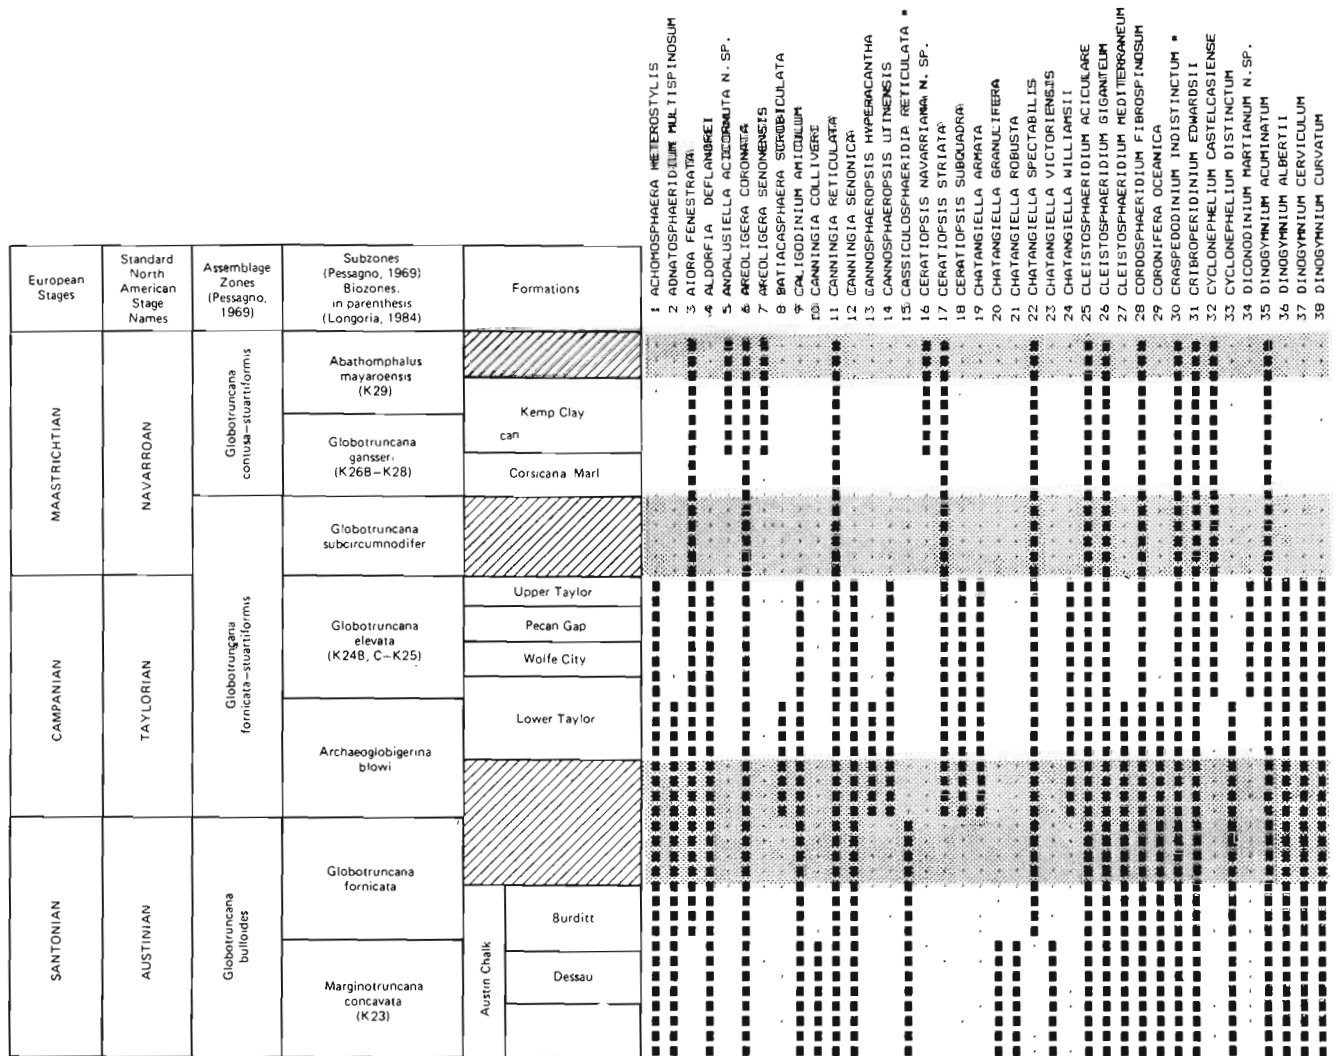 European
Stages
Standard
North
American
Stage
Names
Assemblage
Zones
(Pessagno,
1969)
Subzones
(Pessagno, 1969)
Biozones.
in parenthesis
(Longoria, 1984)
Formations
1 ACHOMOSPHAERA HETEROSTYLIS
2 ADNATOSPHAERIDIUM MULTISPINOSUM
3 AIORA FENESTRATA
4 ALDORFIA DEFLANDREI
5 ANDALUSIELLA ACICORNUTA N.SP.
6 AREOLIGERA CORONATA
7 AREOLIGERA SENONENSIS
8 BATIACASPHAERA SCROBICULATA
9 CALIGODINIUM AMICULUM
10 CANNINGIA COLLIVERI
11 CANNINGIA RETICULATA
12 CANNINGIA SENONICA
13 CANNOSPHAEROPSIS HYPERACANTHA
14 CANNOSPHAEROPSIS UTINENSIS
15 CASSICULOSPHAERIDIA RETICULATA *
16 CERATIOPSIS NAVARRIANA N.SP.
17 CERATIOPSIS STRIATA
18 CERATIOPSIS SUBQUADRA
19 CHATANGIELLA ARMATA
20 CHATANGIELLA GRANULIFERA
21 CHATANGIELLA ROBUSTA
22 CHATANGIELLA SPECTABILIS
23 CHATANGIELLA VICTORIENSIS
24 CHATANGIELLA WILLIAMSII
25 CLEISTOSPHAERIDIUM ACICULARE
26 CLEISTOSPHAERIDIUM GIGANTEUM
27 CLEISTOSPHAERIDIUM MEDITERRANEUM
28 CORDOSPHAERIDIUM FIBROSPINOSUM
29 CORONIFERA OCEANICA
30 CRASPEDODINIUM INDISTINCTUM *
31 CRIBROPERIDINIUM EDWARDSII
32 CYCLONEPHELIUM CASTELCASIENSE
33 CYCLONEPHELIUM DISTINCTUM
34 DICONODINIUM MARTIANUM N.SP.
35 DINOGYMNIUM ACUMINATUM
36 DINOGYMNIUM ALBERTII
37 DINOGYMNIUM CERVICULUM
38 DINOGYMNIUM CURVATUM
MAASTRICHTIAN
NAVARROAN
Globotruncana
contusa-stuartiformis
Abathomphalus
mayaroensis
(K29)
Kemp Clay
can
Globotruncana
gansseri
(K26B-K28)
Corsicana Marl
Globotruncana
subcircumnodifer
CAMPANIAN
TAYLORIAN
Globotruncana
fornicata-stuartiformis
Globotruncana
elevata
(K24B, C-K25)
Upper Taylor
Pecan Gap
Wolfe City
Lower Taylor
Archaeoglobigerina
blowi
SANTONIAN
AUSTINIAN
Globotruncana
bulloides
Globotruncana
fornicata
Marginotruncana
concavata
(K23)
Austin Chalk
Burditt
Dessau